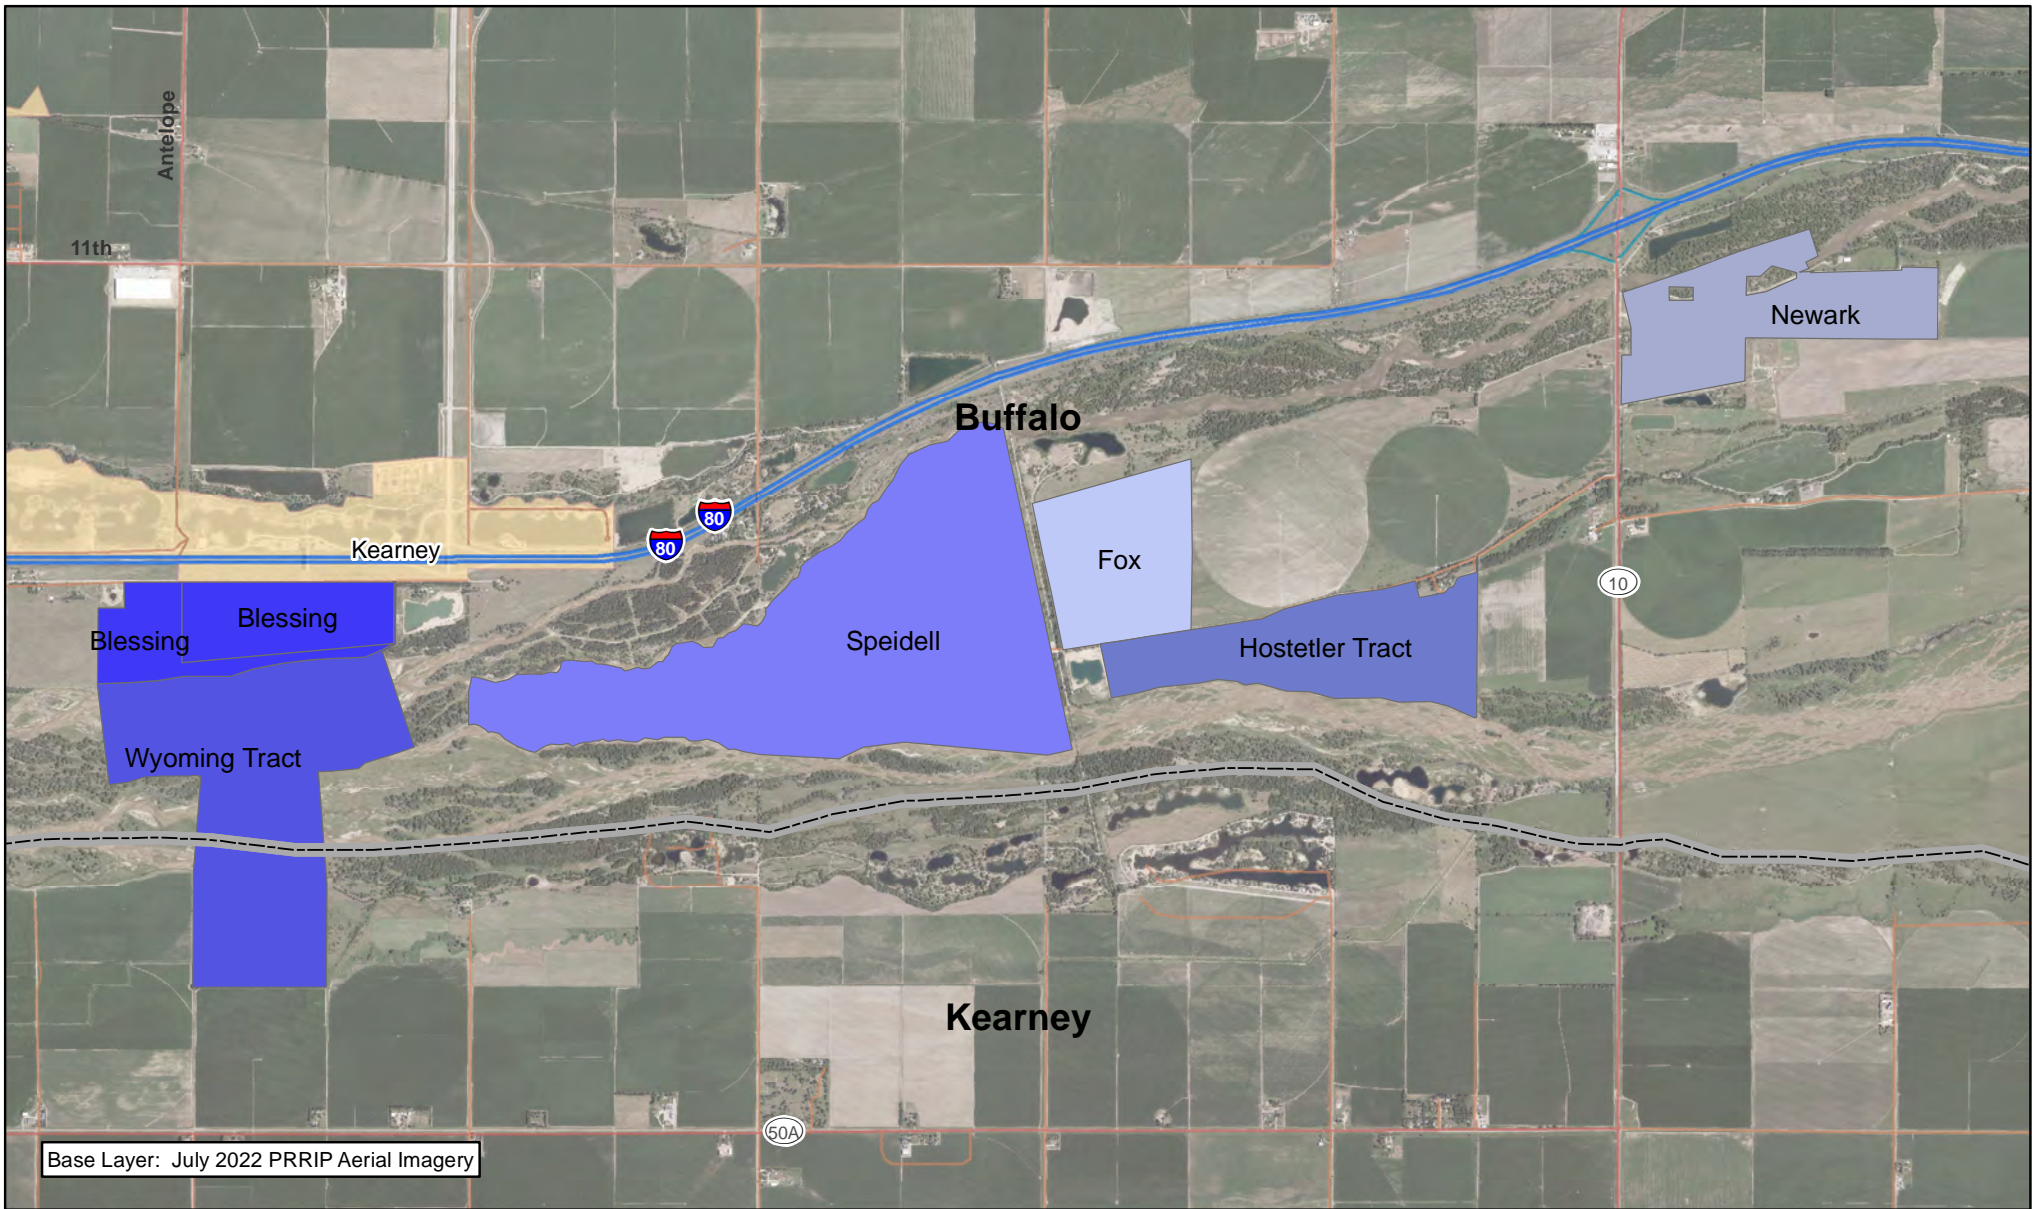 Antelope
11th
Newark
Buffalo
80
80
Kearney
Fox
10
Blessing
Blessing
Speidell
Hostetler Tract
Wyoming Tract
Kearney
50A
Base Layer:  July 2022 PRRIP Aerial Imagery